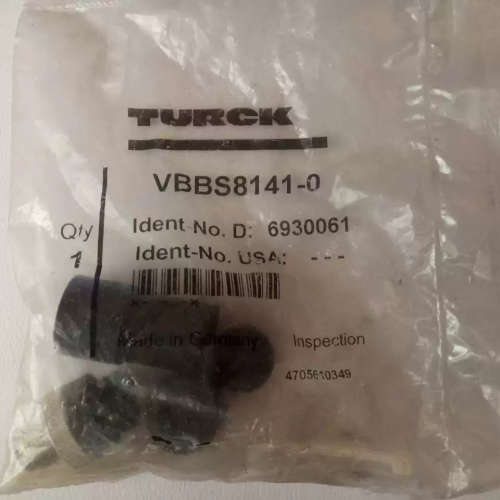 TURCK
VBBS8141-0
Qty
1
Ident-No. D: 6930061
Ident-No. USA: ---
Made in Germany
Inspection
4705610349